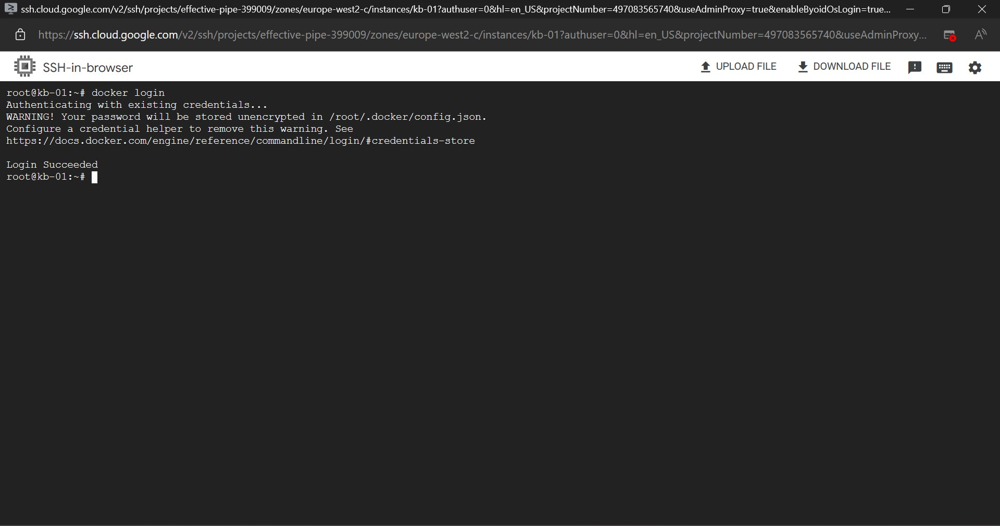 ssh.cloud.google.com/v2/ssh/projects/effective-pipe-399009/zones/europe-west2-c/instances/kb-01?authuser=0&hl=en_US&projectNumber=497083565740&useAdminProxy=true&enableByoidOsLogin=true...
https://ssh.cloud.google.com/v2/ssh/projects/effective-pipe-399009/zones/europe-west2-c/instances/kb-01?authuser=0&hl=en_US&projectNumber=497083565740&useAdminProxy...
SSH-in-browser
UPLOAD FILE
DOWNLOAD FILE
root@kb-01:~# docker login
Authenticating with existing credentials...
WARNING! Your password will be stored unencrypted in /root/.docker/config.json.
Configure a credential helper to remove this warning. See
https://docs.docker.com/engine/reference/commandline/login/#credentials-store
Login Succeeded
root@kb-01:~#